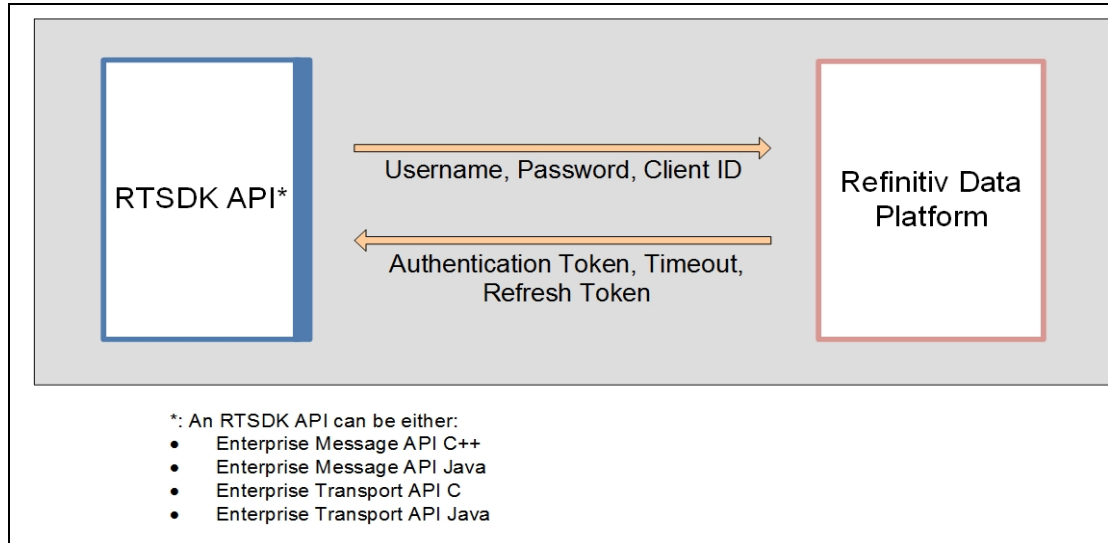 RTSDK API*
Username, Password, Client ID
Authentication Token, Timeout,
Refresh Token
Refinitiv Data
Platform
*: An RTSDK API can be either:
• Enterprise Message API C++
• Enterprise Message API Java
• Enterprise Transport API C
• Enterprise Transport API Java